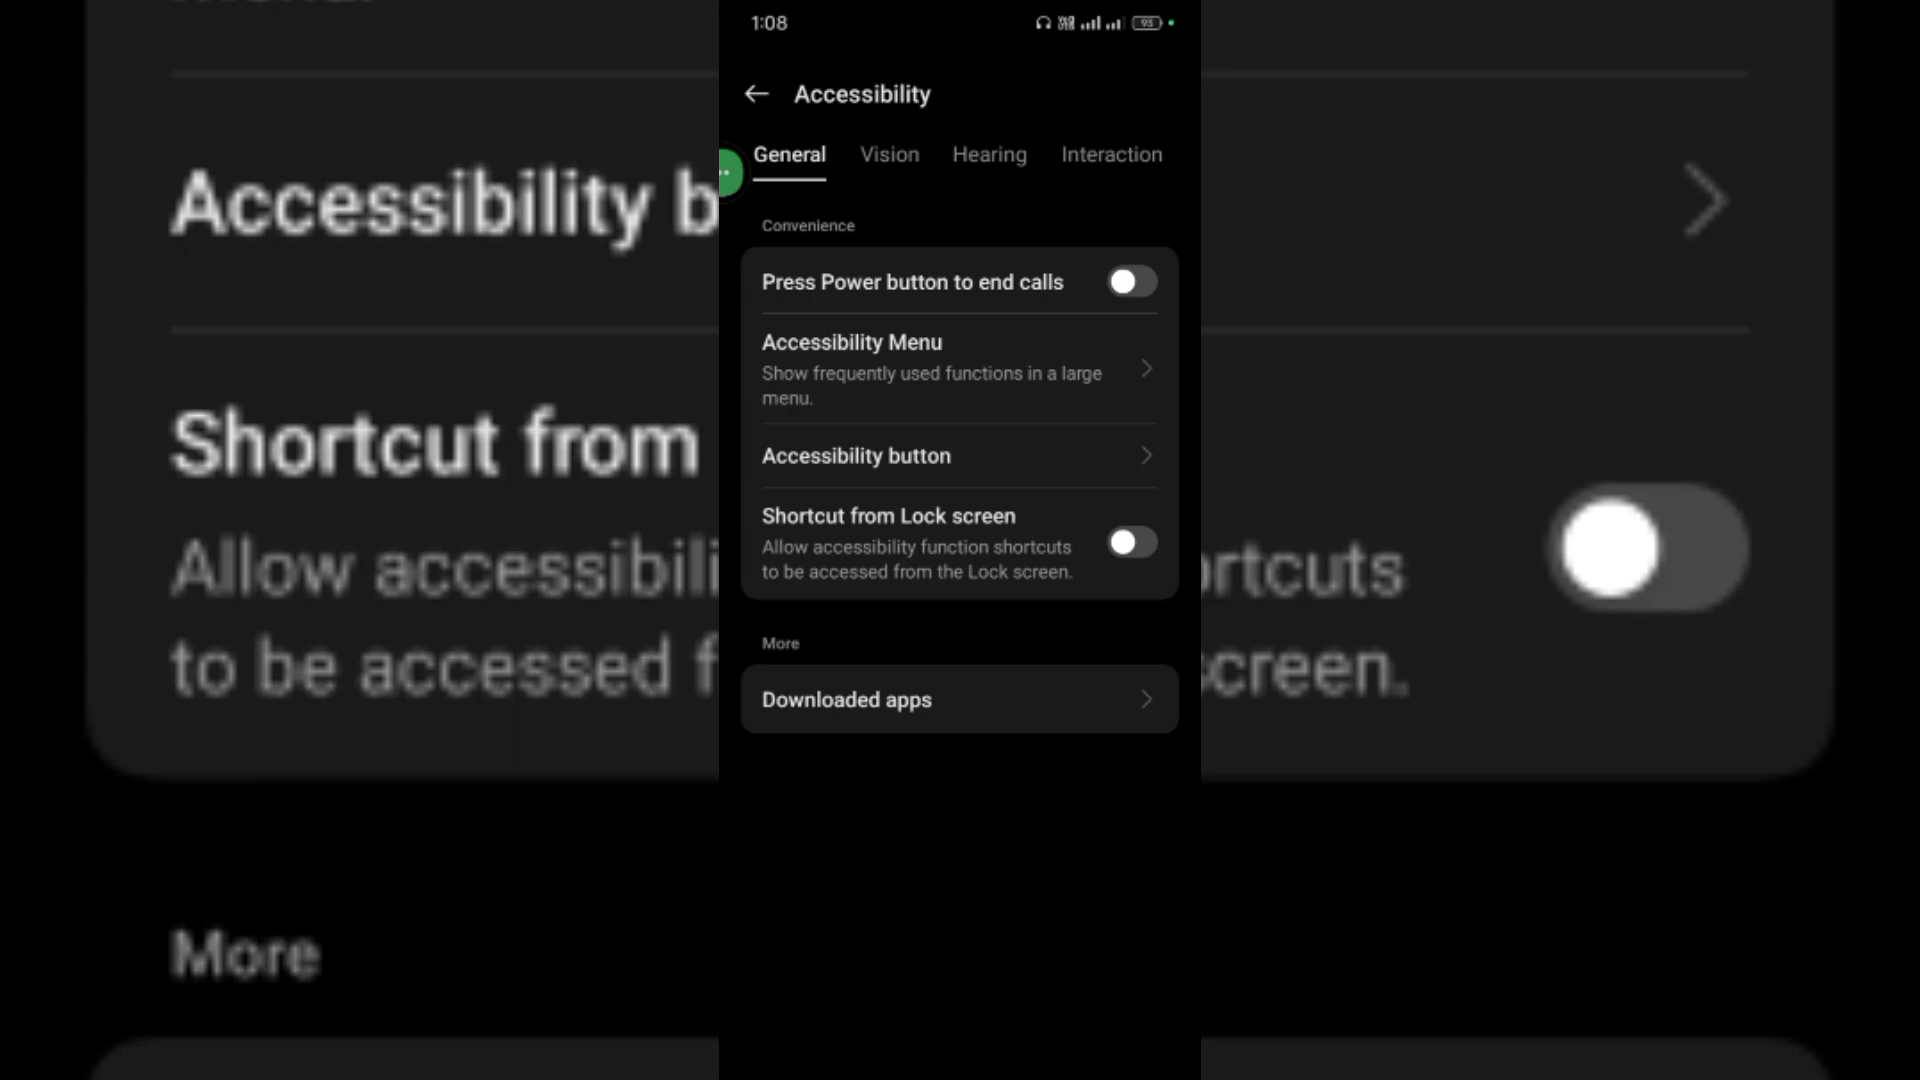 1:08
93
Accessibility
General Vision Hearing Interaction
Convenience
Press Power button to end calls
Accessibility Menu
Show frequently used functions in a large
menu.
Accessibility button
Shortcut from Lock screen
Allow accessibility function shortcuts
to be accessed from the Lock screen.
More
Downloaded apps
Accessibility b
Shortcut from
Allow accessibili
rtcuts
to be accessed f
creen.
More